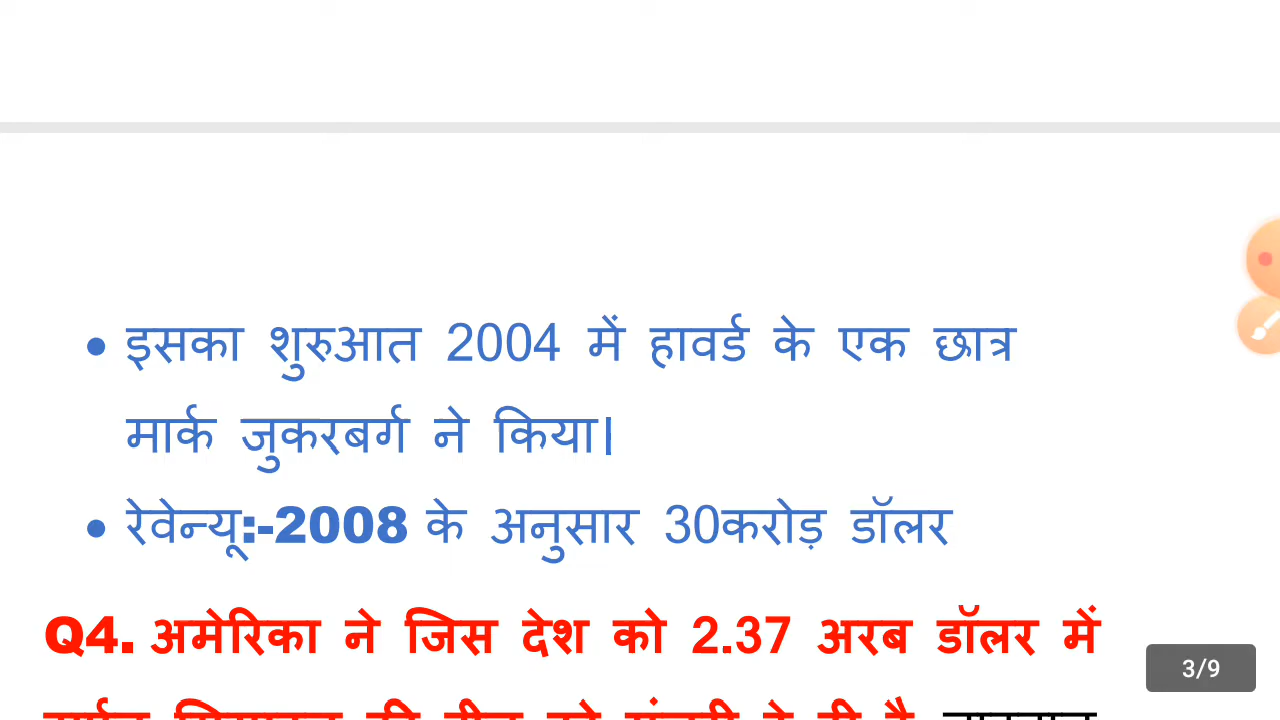 • इसका शुरुआत 2004 में हावर्ड के एक छात्र
मार्क जुकरबर्ग ने किया।
• रेवेन्यू:-2008 के अनुसार 30करोड़ डॉलर
Q4. अमेरिका ने जिस देश को 2.37 अरब डॉलर में
3/9